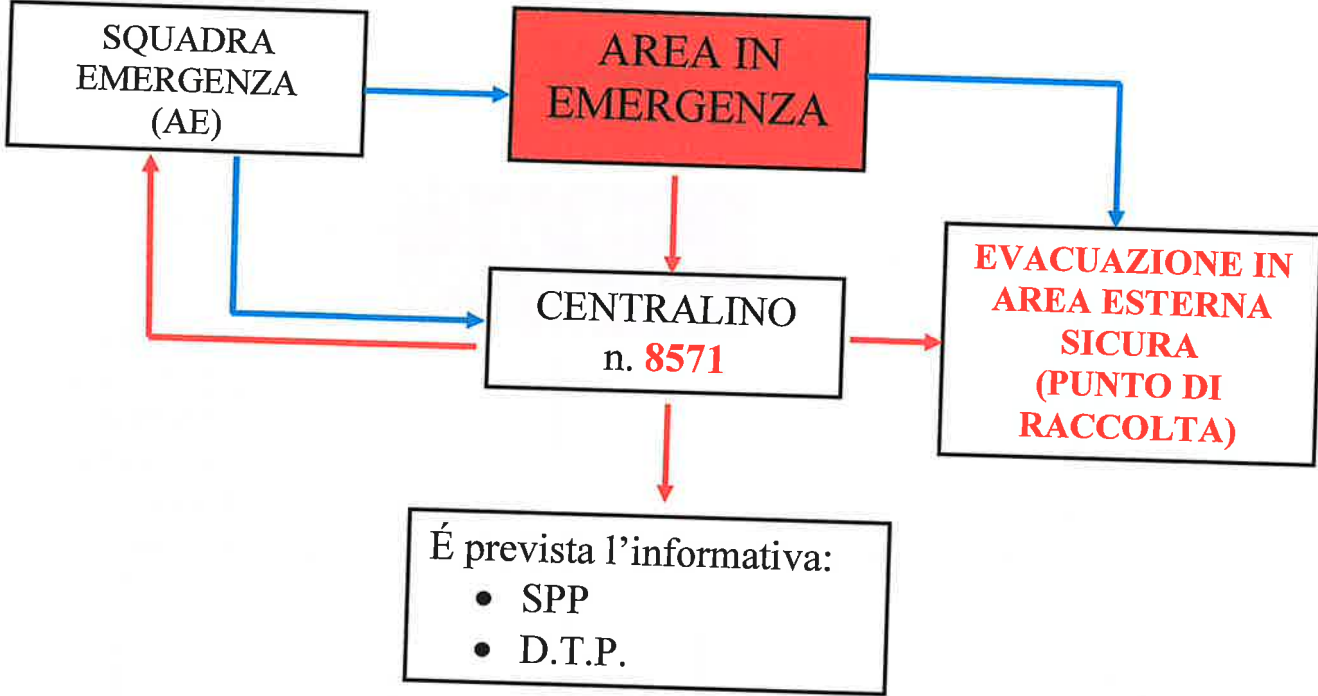 SQUADRA
EMERGENZA
(AE)
AREA IN
EMERGENZA
CENTRALINO
n. 8571
EVACUAZIONE IN
AREA ESTERNA
SICURA
(PUNTO DI
RACCOLTA)
É prevista l’informativa:
• SPP
• D.T.P.